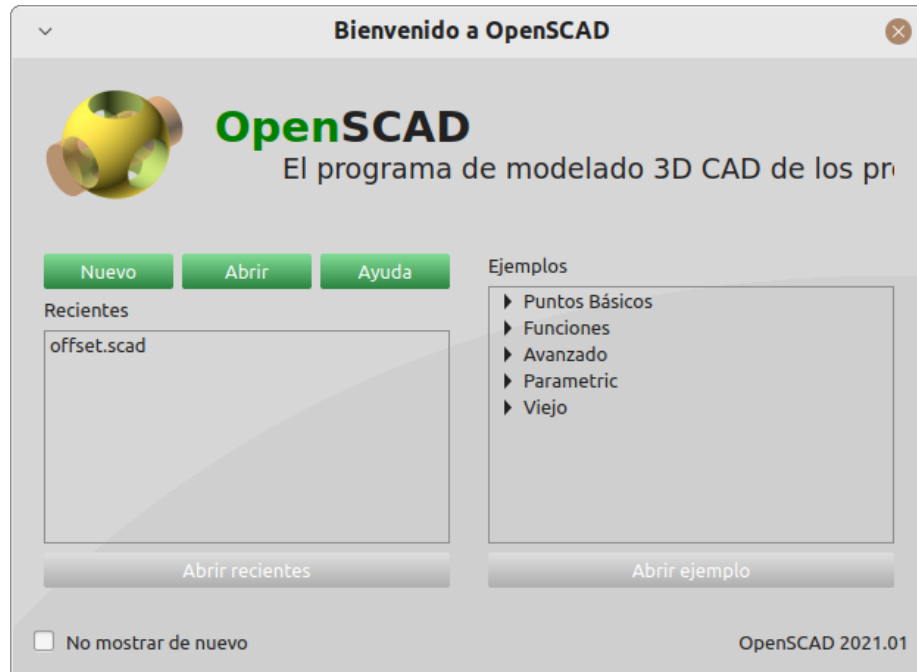 Bienvenido a OpenSCAD
OpenSCAD
El programa de modelado 3D CAD de los
Nuevo
Abrir
Ayuda
Recientes
offset.scad
Abrir recientes
Ejemplos
Puntos Básicos
Funciones
Avanzado
Parametric
Viejo
Abrir ejemplo
No mostrar de nuevo
OpenSCAD 2021.01